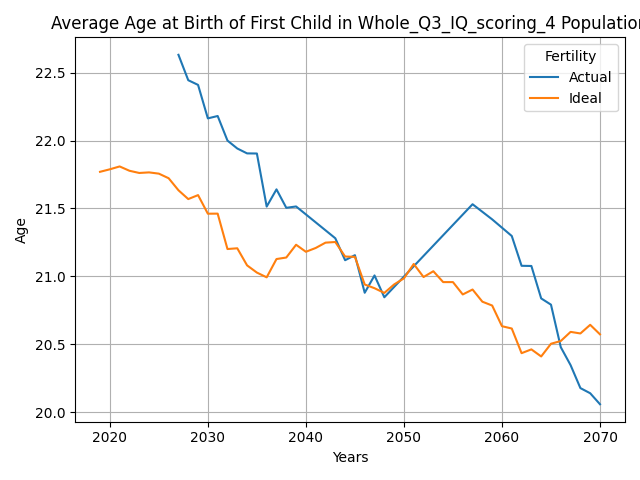 Average Age at Birth of First Child in Whole_Q3_IQ_scoring_4 Population
Fertility
Actual
Ideal
22.5
22.0
21.5
21.0
20.5
20.0
Age
2020 2030 2040 2050 2060 2070
Years